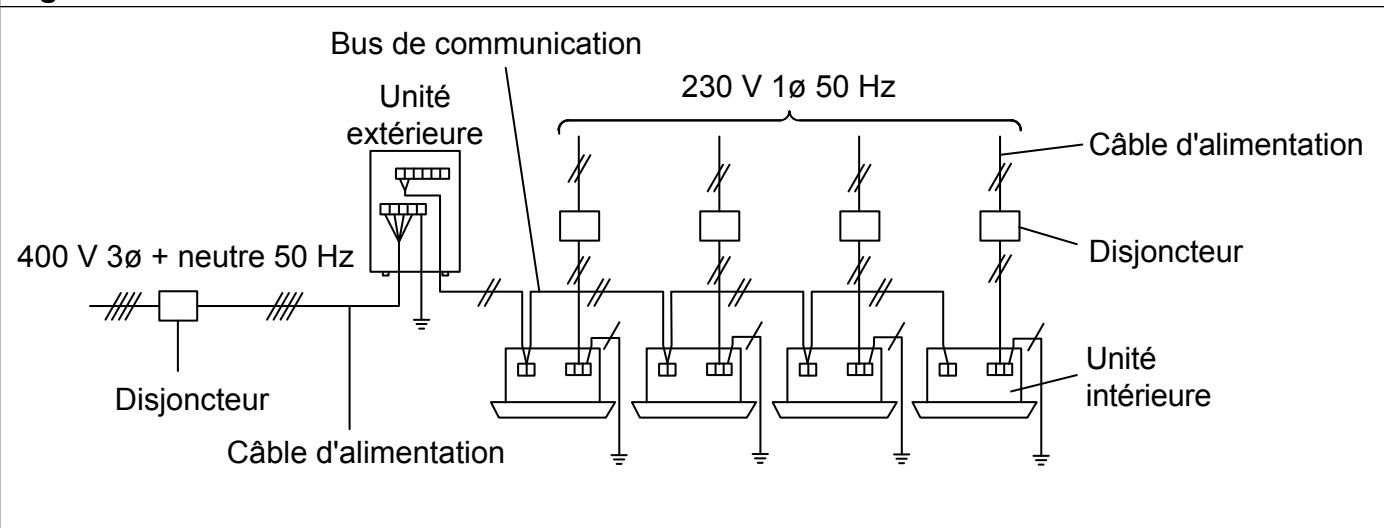 Bus de communication
230 V 1ø 50 Hz
Unité
extérieure
Câble d'alimentation
400 V 3ø + neutre 50 Hz
Disjoncteur
Unité
intérieure
Disjoncteur
Câble d'alimentation